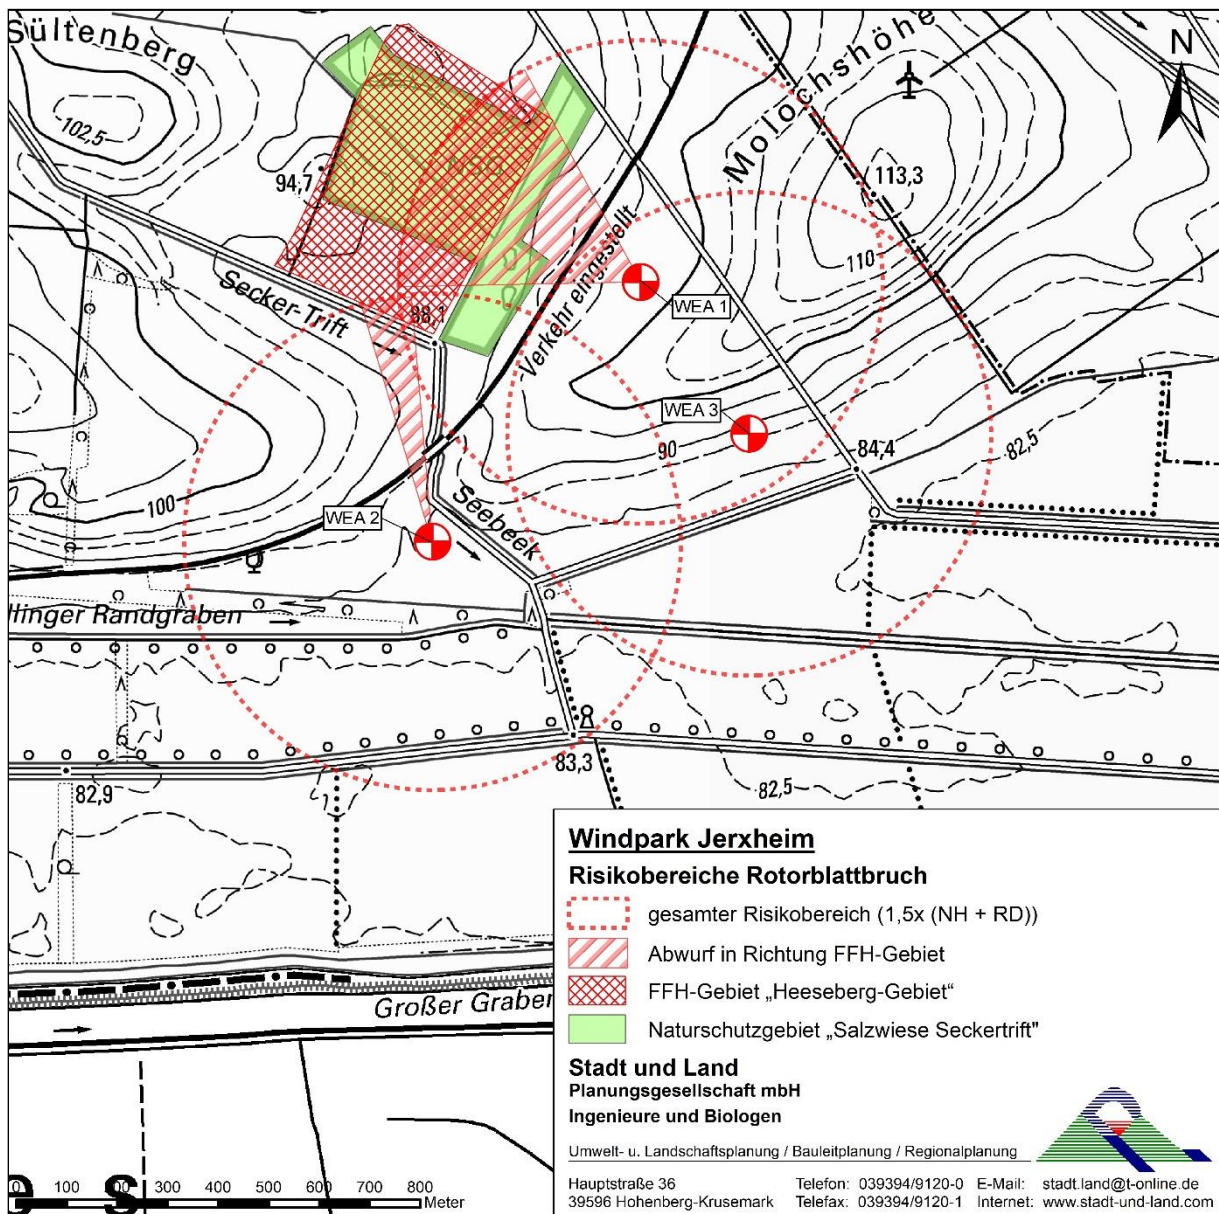 Sültenberg
102,5
94,7
NSG
N
Molochshöhe
113,3
110
Secker-Trift
88,1
Verkehr eingestellt
WEA 1
WEA 3
90
84,4
82,5
100
WEA 2
Seebeek
llinger Randgraben
82,9
83,3
82,5
Großer Graben
Windpark Jerxheim
Risikobereiche Rotorblattbruch
gesamter Risikobereich (1,5x (NH + RD))
Abwurf in Richtung FFH-Gebiet
FFH-Gebiet „Heeseberg-Gebiet“
Naturschutzgebiet „Salzwiese Seckertrift"
Stadt und Land
Planungsgesellschaft mbH
Ingenieure und Biologen
Umwelt- u. Landschaftsplanung / Bauleitplanung / Regionalplanung
Hauptstraße 36 Telefon: 039394/9120-0 E-Mail: stadt.land@t-online.de
39596 Hohenberg-Krusemark Telefax: 039394/9120-1 Internet: www.stadt-und-land.com
e s
0 100 200 300 400 500 600 700 800
Meter